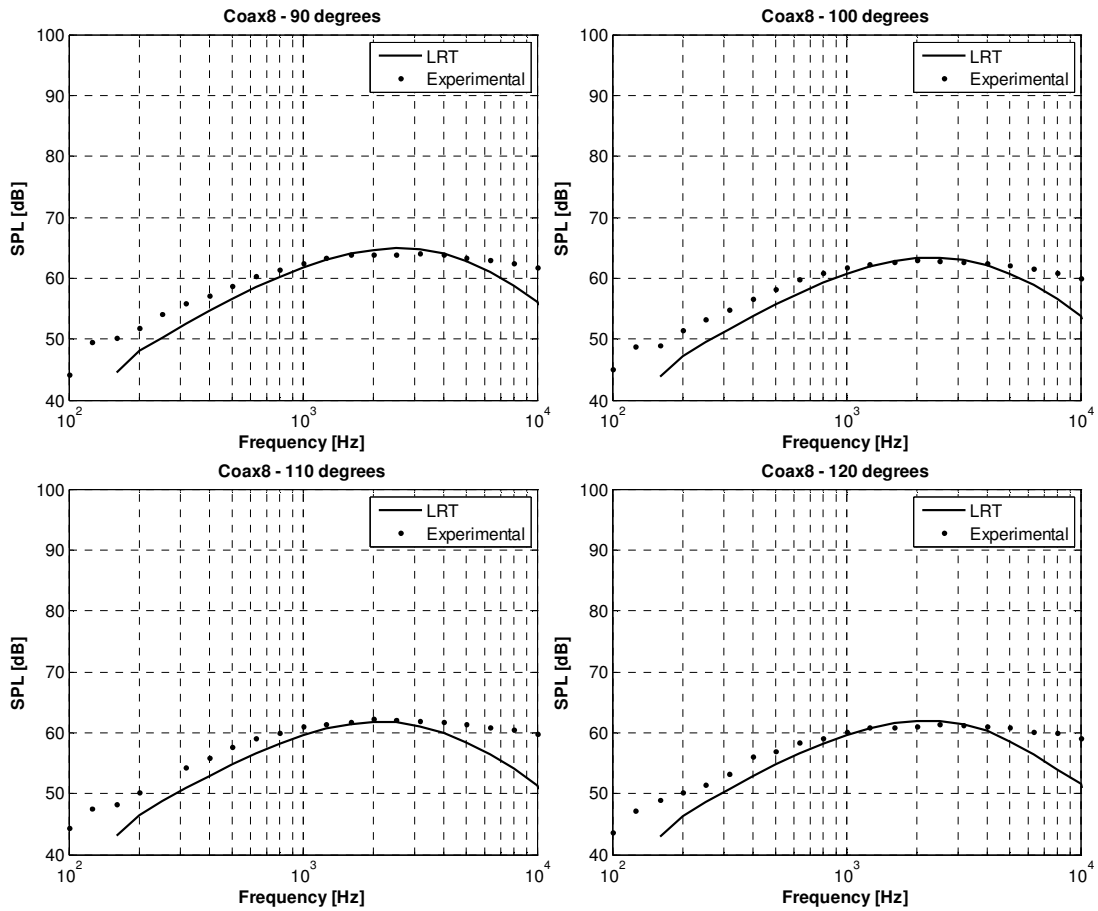 Coax8 - 90 degrees
100
90
80
70
60
50
40
SPL [dB]
LRT
Experimental
10^2
10^3
10^4
Frequency [Hz]
Coax8 - 100 degrees
100
90
80
70
60
50
40
SPL [dB]
LRT
Experimental
10^2
10^3
10^4
Frequency [Hz]
Coax8 - 110 degrees
100
90
80
70
60
50
40
SPL [dB]
LRT
Experimental
10^2
10^3
10^4
Frequency [Hz]
Coax8 - 120 degrees
100
90
80
70
60
50
40
SPL [dB]
LRT
Experimental
10^2
10^3
10^4
Frequency [Hz]